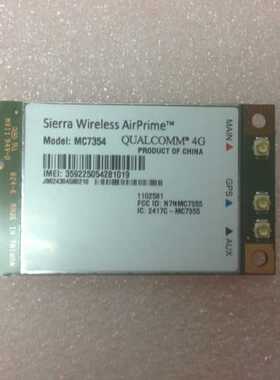 Sierra Wireless AirPrime™
Model: MC7354
QUALCOMM® 4G
PRODUCT OF CHINA
IMEI: 359225054281019
1102581
FCC ID: N7NMC7355
IC: 2417C-MC7355
MAIN
GPS
AUX